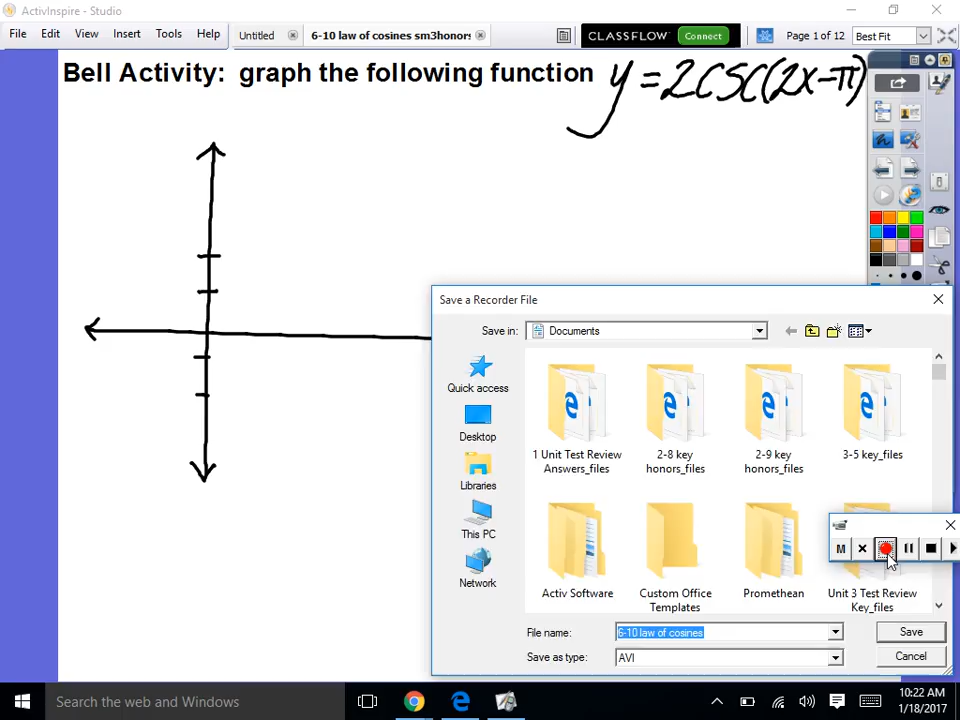 ActivInspire - Studio
File Edit View Insert Tools Help
Untitled
6-10 law of cosines sm3honors
CLASSFLOW Connect
Page 1 of 12
Best Fit
Bell Activity: graph the following function y = 2csc(2x-π)
Save a Recorder File
Save in: Documents
Quick access
Desktop
Libraries
This PC
Network
1 Unit Test Review Answers_files
2-8 key honors_files
2-9 key honors_files
3-5 key_files
Activ Software
Custom Office Templates
Promethean
Unit 3 Test Review Key_files
M
File name: 6-10 law of cosines
Save
Save as type: AVI
Cancel
Search the web and Windows
10:22 AM
1/18/2017